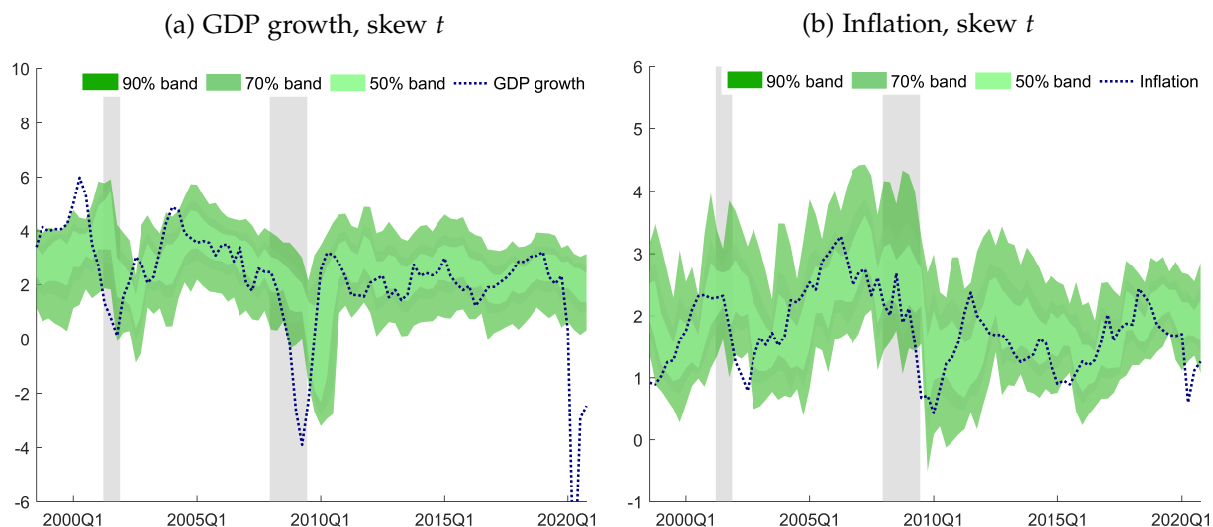 (a) GDP growth, skew t
10
8
6
4
2
0
-2
-4
-6
90% band 70% band 50% band GDP growth
2000Q1 2005Q1 2010Q1 2015Q1 2020Q1
(b) Inflation, skew t
6
5
4
3
2
1
0
-1
90% band 70% band 50% band Inflation
2000Q1 2005Q1 2010Q1 2015Q1 2020Q1